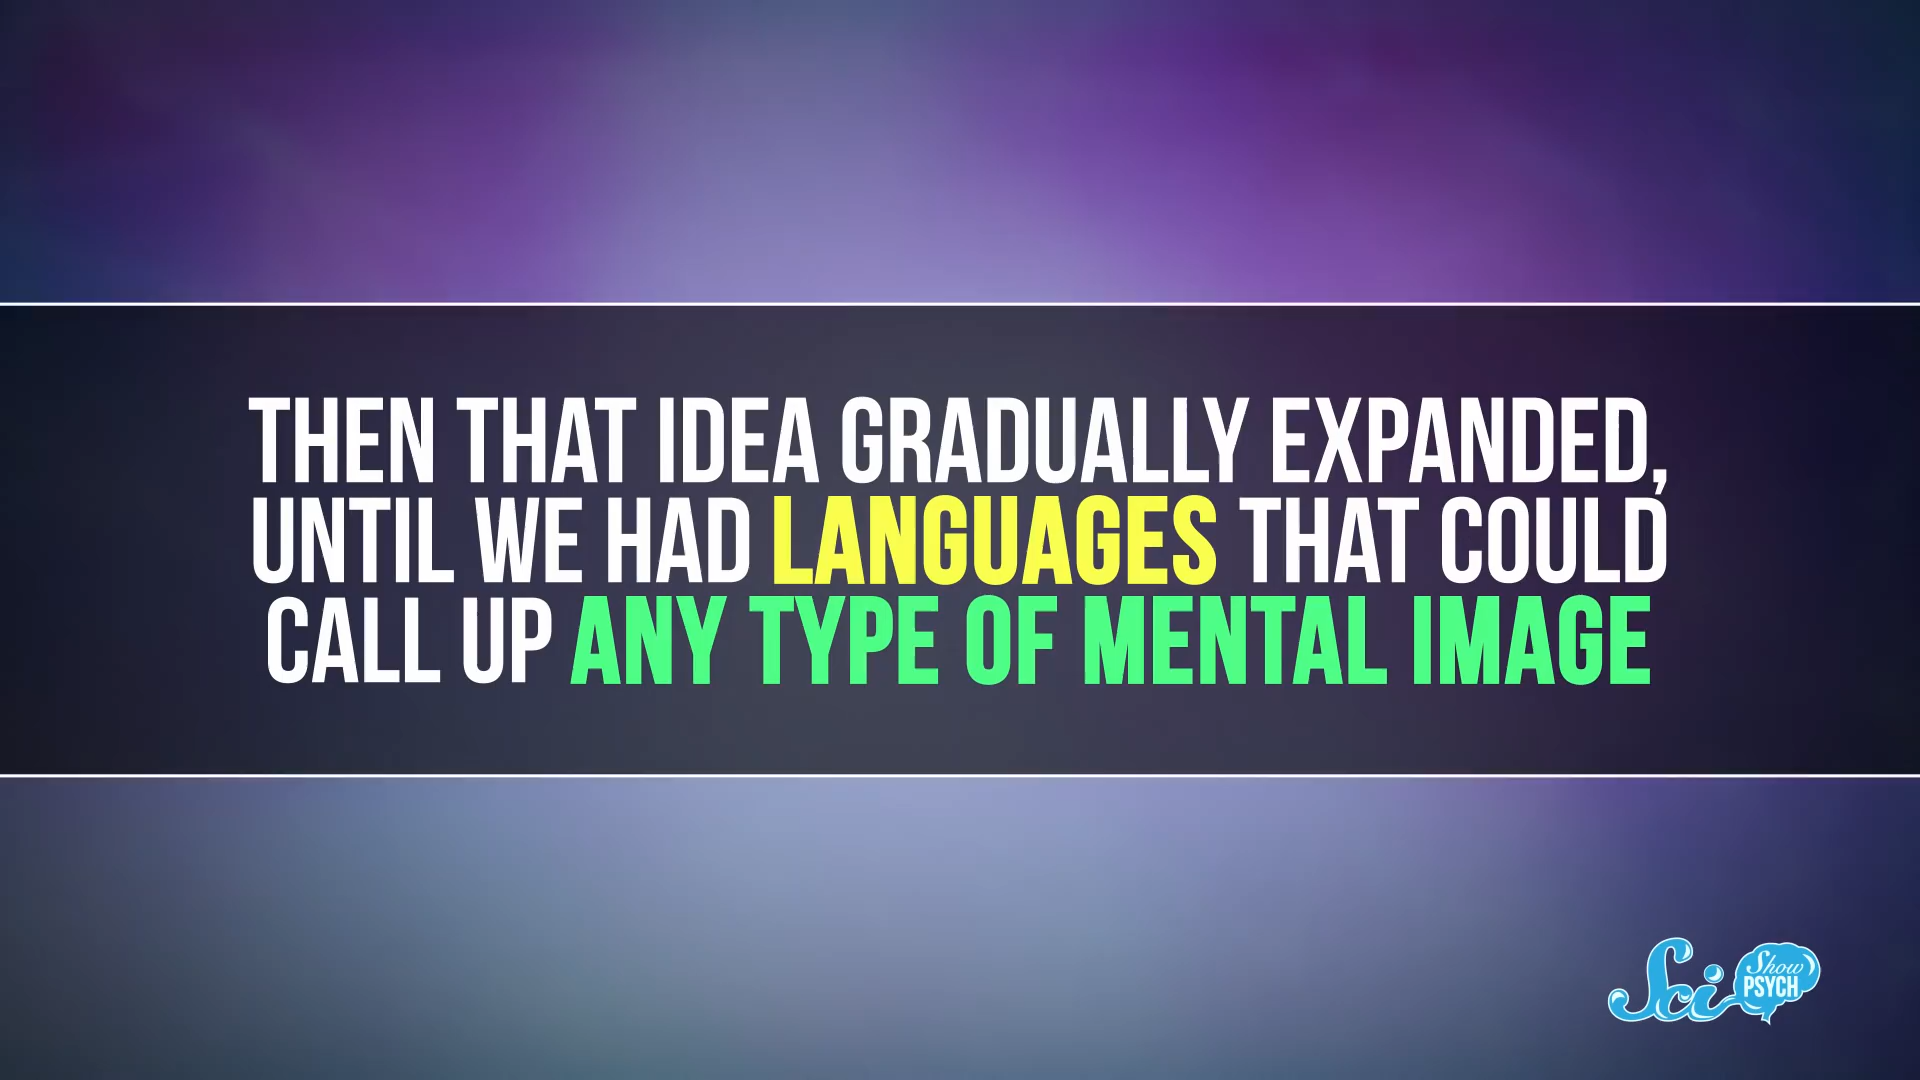 THEN THAT IDEA GRADUALLY EXPANDED,
UNTIL WE HAD LANGUAGES THAT COULD
CALL UP ANY TYPE OF MENTAL IMAGE
Sci Show
PSYCH